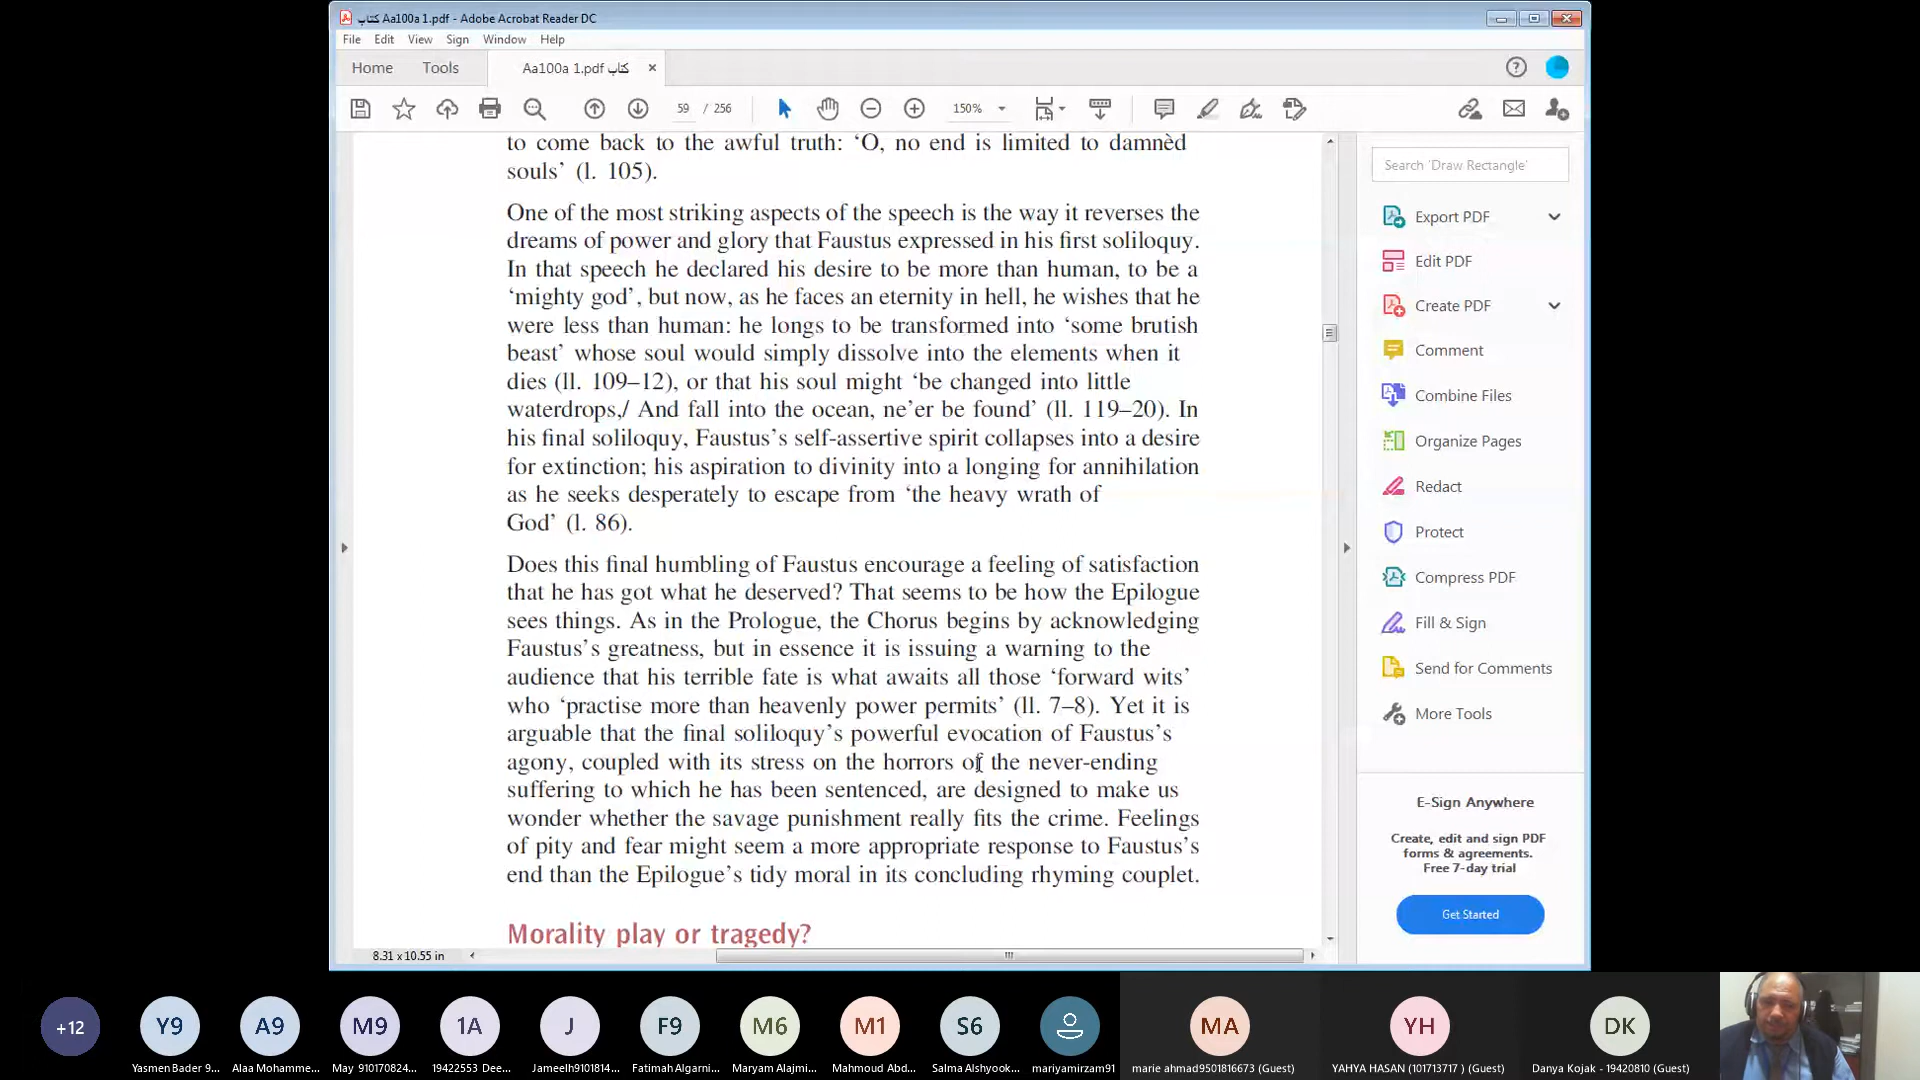 كتاب Aa100a 1.pdf - Adobe Acrobat Reader DC
File Edit View Sign Window Help
Home Tools Aa100a 1.pdf كتاب ×
59 / 256 150%
to come back to the awful truth: ‘O, no end is limited to damnèd
souls’ (l. 105).
One of the most striking aspects of the speech is the way it reverses the
dreams of power and glory that Faustus expressed in his first soliloquy.
In that speech he declared his desire to be more than human, to be a
‘mighty god’, but now, as he faces an eternity in hell, he wishes that he
were less than human: he longs to be transformed into ‘some brutish
beast’ whose soul would simply dissolve into the elements when it
dies (ll. 109–12), or that his soul might ‘be changed into little
waterdrops,/ And fall into the ocean, ne’er be found’ (ll. 119–20). In
his final soliloquy, Faustus’s self-assertive spirit collapses into a desire
for extinction; his aspiration to divinity into a longing for annihilation
as he seeks desperately to escape from ‘the heavy wrath of
God’ (l. 86).
Does this final humbling of Faustus encourage a feeling of satisfaction
that he has got what he deserved? That seems to be how the Epilogue
sees things. As in the Prologue, the Chorus begins by acknowledging
Faustus’s greatness, but in essence it is issuing a warning to the
audience that his terrible fate is what awaits all those ‘forward wits’
who ‘practise more than heavenly power permits’ (ll. 7–8). Yet it is
arguable that the final soliloquy’s powerful evocation of Faustus’s
agony, coupled with its stress on the horrors of the never-ending
suffering to which he has been sentenced, are designed to make us
wonder whether the savage punishment really fits the crime. Feelings
of pity and fear might seem a more appropriate response to Faustus’s
end than the Epilogue’s tidy moral in its concluding rhyming couplet.
Morality play or tragedy?
8.31 x 10.55 in
Search 'Draw Rectangle'
Export PDF
Edit PDF
Create PDF
Comment
Combine Files
Organize Pages
Redact
Protect
Compress PDF
Fill & Sign
Send for Comments
More Tools
E-Sign Anywhere
Create, edit and sign PDF
forms & agreements.
Free 7-day trial
Get Started
+12 Y9 A9 M9 1A J F9 M6 M1 S6 MA YH DK
Yasmen Bader 9... Alaa Mohamme... May 910170824... 19422553 Dee... Jameelh9101814... Fatimah Algarni... Maryam Alajmi... Mahmoud Abd... Salma Alshyook... mariyamirzam91 marie ahmad9501816673 (Guest) YAHYA HASAN (101713717 ) (Guest) Danya Kojak - 19420810 (Guest)